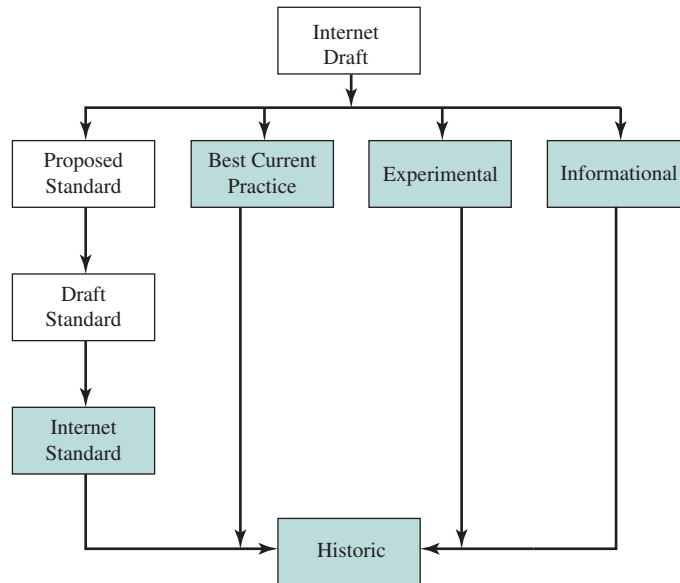 Internet
Draft
Proposed
Standard
Best Current
Practice
Experimental
Informational
Draft
Standard
Internet
Standard
Historic